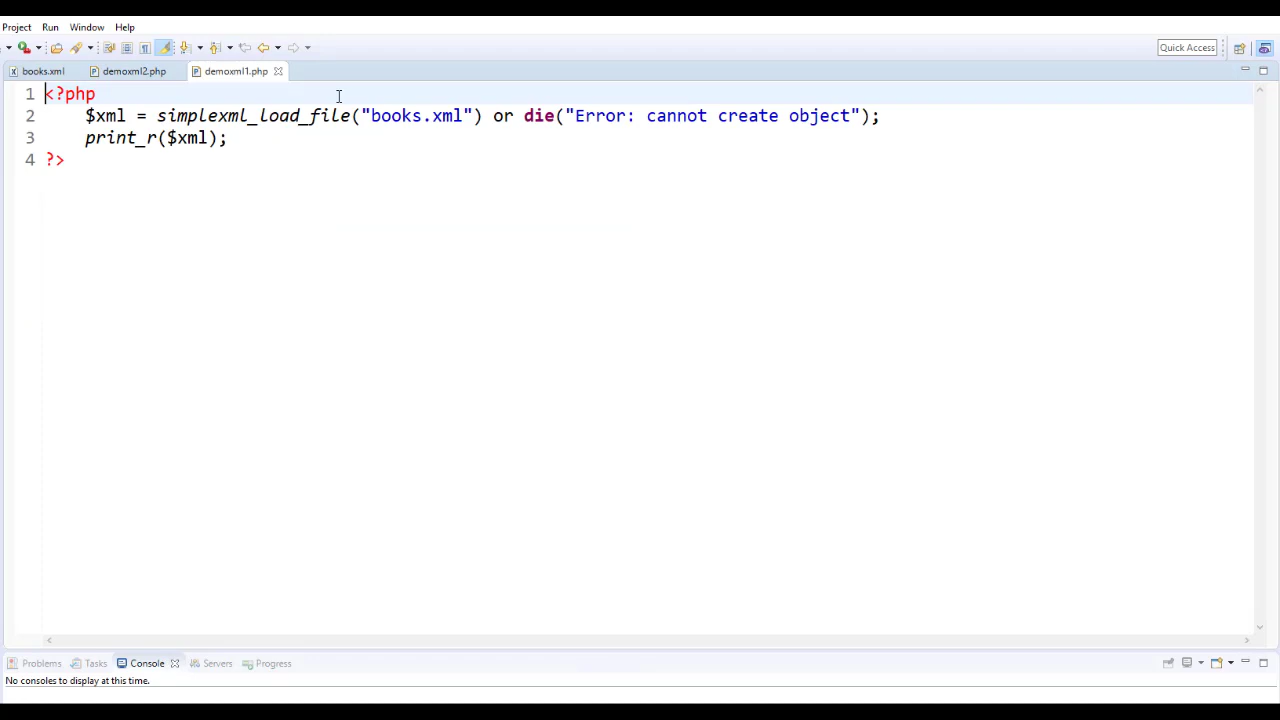 Project Run Window Help
Quick Access
books.xml demoxml2.php demoxml1.php
1 <?php
2 $xml = simplexml_load_file("books.xml") or die("Error: cannot create object");
3 print_r($xml);
4 ?>
Problems Tasks Console Servers Progress
No consoles to display at this time.